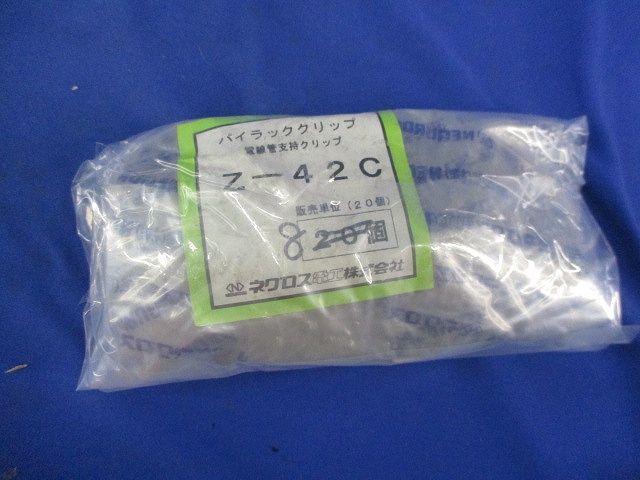 パイラッククリップ
電線管支持クリップ
Z－42C
販売単位（20個）
8 20個
ネグロス電工株式会社
NEGURO